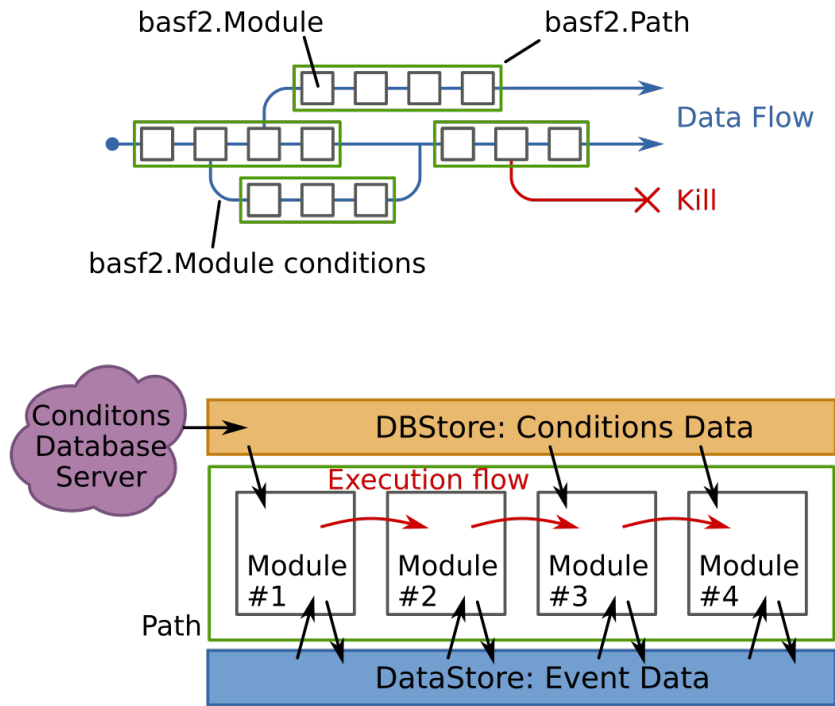 basf2.Module
basf2.Path
Data Flow
Kill
basf2.Module conditions
Conditons
Database
Server
DBStore: Conditions Data
Execution flow
Module
#1
Module
#2
Module
#3
Module
#4
Path
DataStore: Event Data